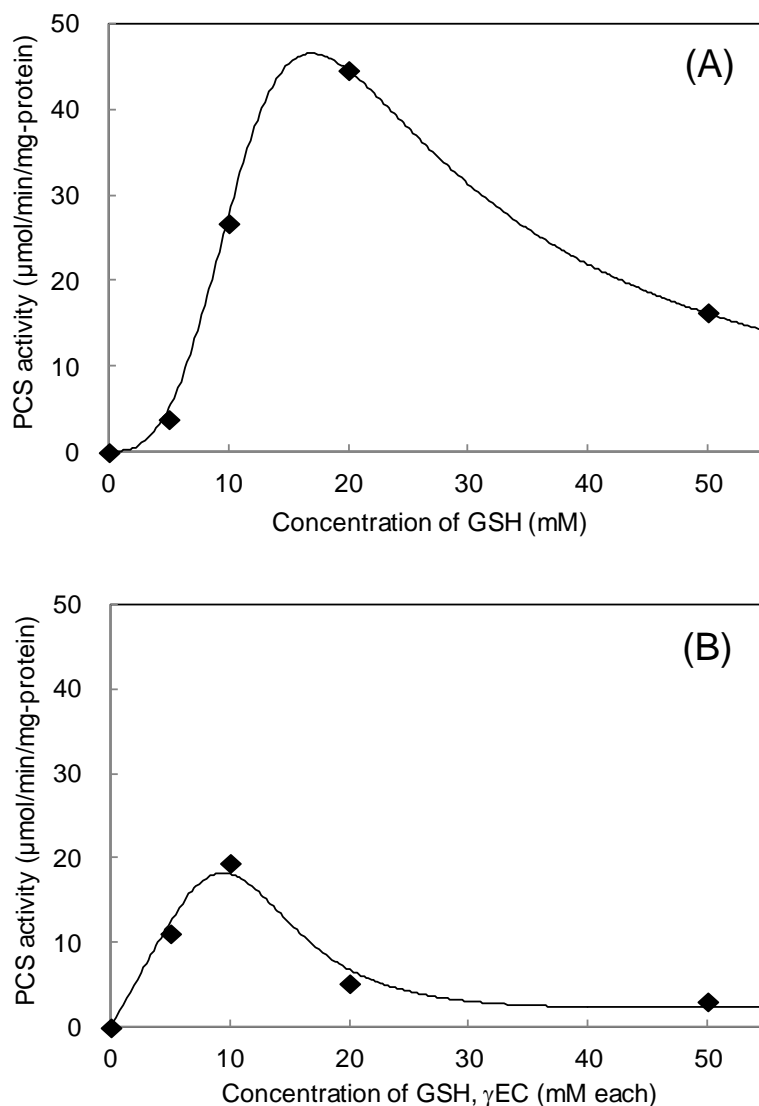 (A)
PCS activity (µmol/min/mg-protein)
50
40
30
20
10
0
0 10 20 30 40 50
Concentration of GSH (mM)
(B)
PCS activity (µmol/min/mg-protein)
50
40
30
20
10
0
0 10 20 30 40 50
Concentration of GSH, γEC (mM each)